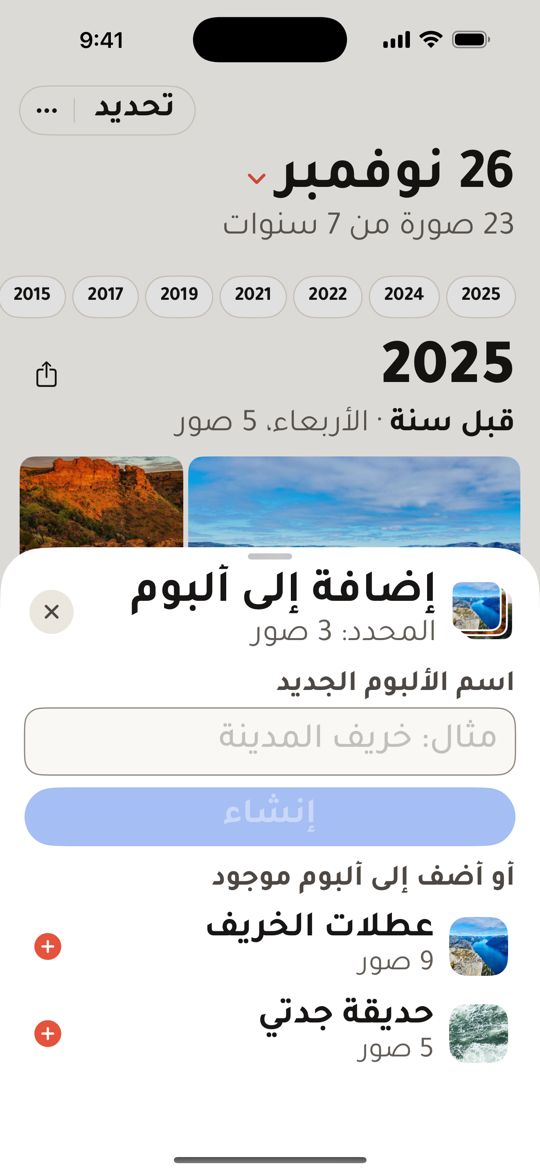 9:41
تحديد ...
26 نوفمبر
23 صورة من 7 سنوات
2025 2024 2022 2021 2019 2017 2015
2025
قبل سنة · الأربعاء، 5 صور
إضافة إلى ألبوم
المحدد: 3 صور
اسم الألبوم الجديد
مثال: خريف المدينة
إنشاء
أو أضف إلى ألبوم موجود
عطلات الخريف
9 صور
حديقة جدتي
5 صور